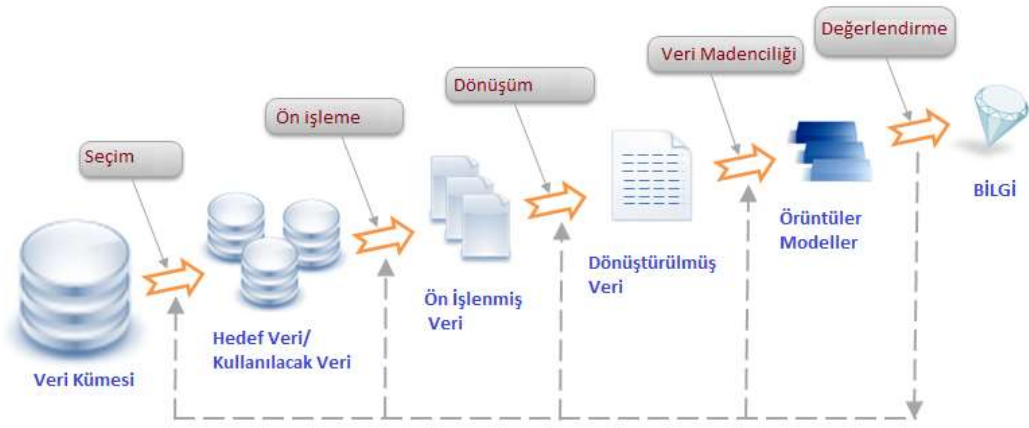 Değerlendirme
Veri Madenciliği
Dönüşüm
Ön işleme
Seçim
Veri Kümesi
Hedef Veri/
Kullanılacak Veri
Ön İşlenmiş
Veri
Dönüştürülmüş
Veri
Örüntüler
Modeller
BİLGİ